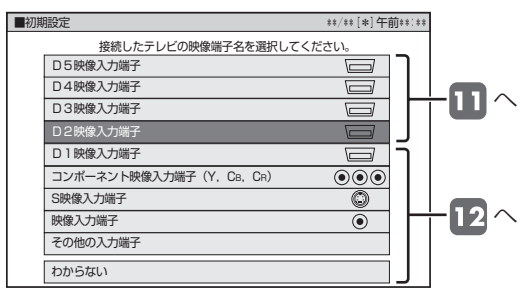 ■初期設定 **/**[*]午前**:**
接続したテレビの映像端子名を選択してください。
D5映像入力端子
D4映像入力端子
D3映像入力端子
D2映像入力端子
11 へ
D1映像入力端子
コンポーネント映像入力端子（Y，CB，CR）
S映像入力端子
映像入力端子
その他の入力端子
わからない
12 へ